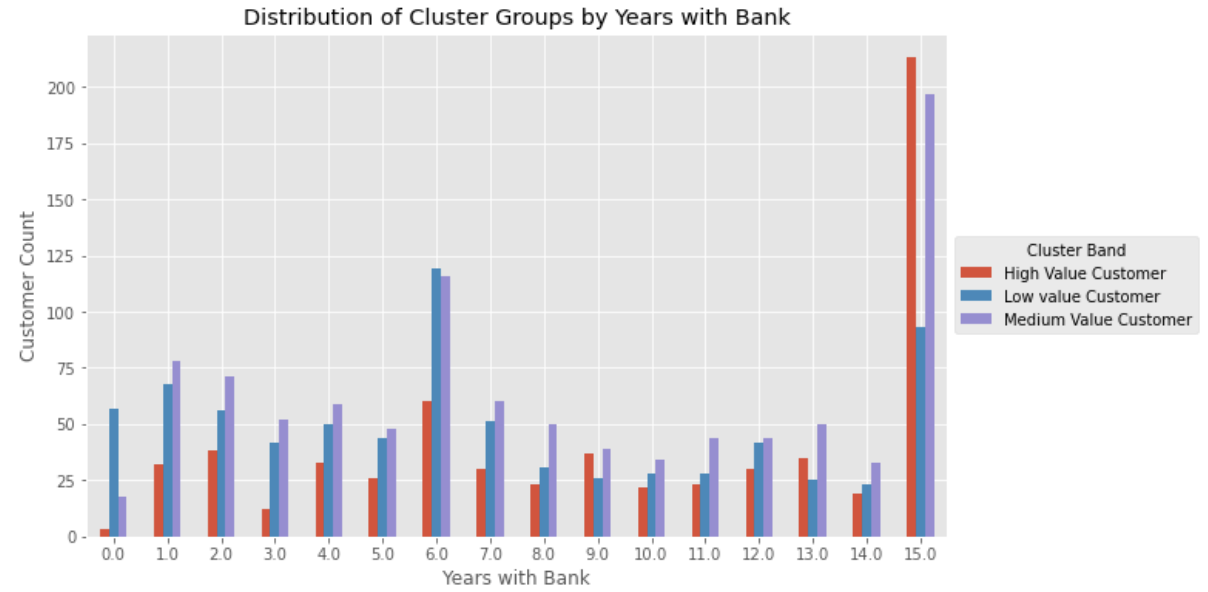 Distribution of Cluster Groups by Years with Bank
Customer Count
200
175
150
125
100
75
50
25
0
0.0 1.0 2.0 3.0 4.0 5.0 6.0 7.0 8.0 9.0 10.0 11.0 12.0 13.0 14.0 15.0
Years with Bank
Cluster Band
High Value Customer
Low value Customer
Medium Value Customer